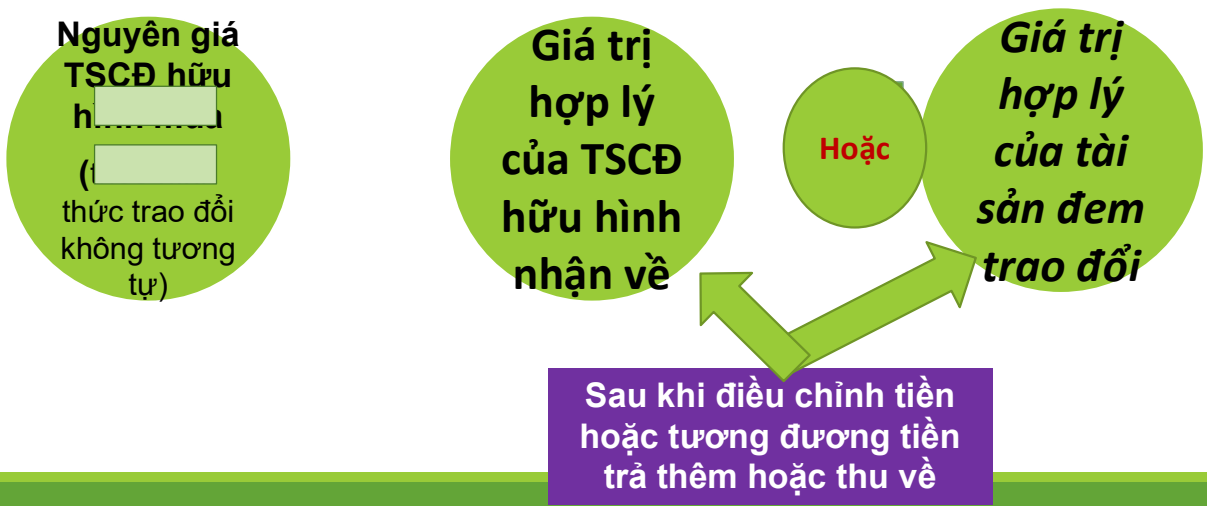 Nguyên giá
TSCĐ hữu
thức trao đổi
không tương
tự)
Giá trị
hợp lý
của TSCĐ
hữu hình
nhận về
Hoặc
Giá trị
hợp lý
của tài
sản đem
trao đổi
Sau khi điều chỉnh tiền
hoặc tương đương tiền
trả thêm hoặc thu về